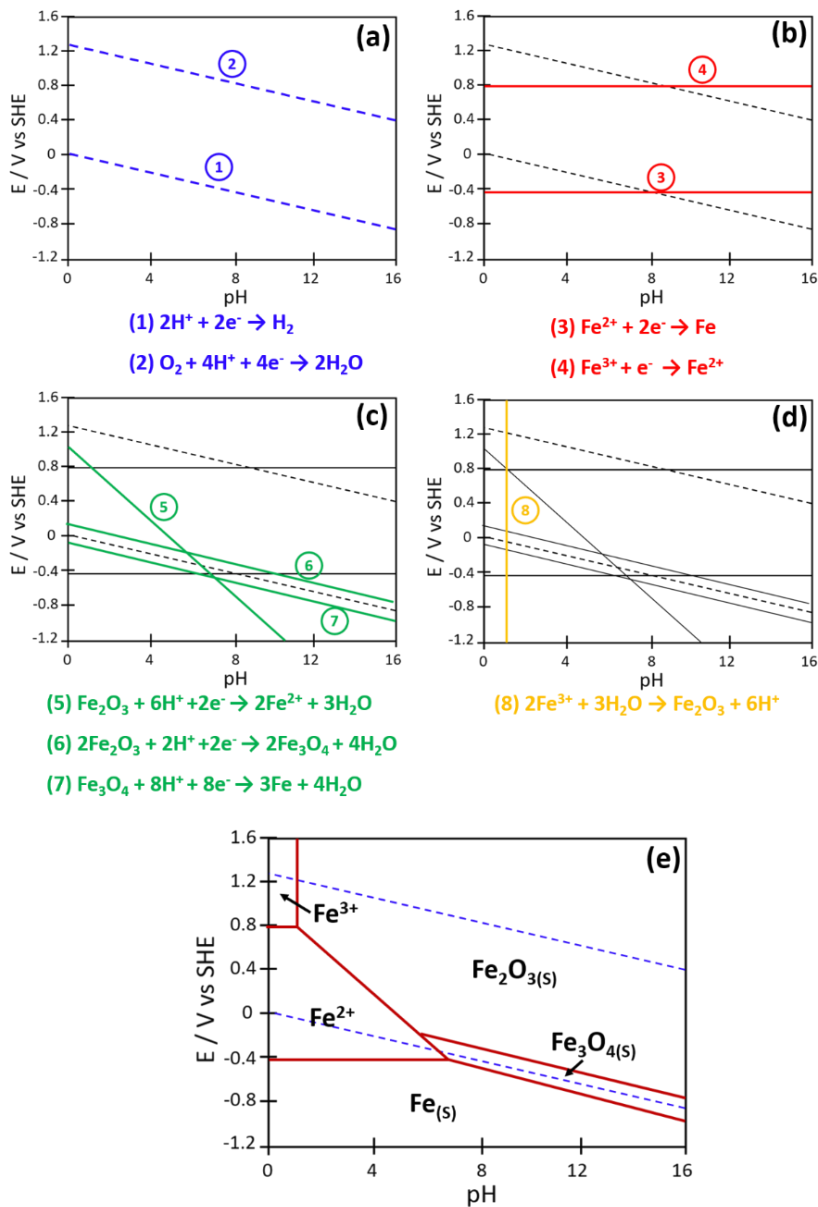 (a)
1.6
1.2
0.8
0.4
0
-0.4
-0.8
-1.2
E / V vs SHE
2
1
0 4 8 12 16
pH
(1) 2H⁺ + 2e⁻ → H₂
(2) O₂ + 4H⁺ + 4e⁻ → 2H₂O
(b)
1.6
1.2
0.8
0.4
0
-0.4
-0.8
-1.2
E / V vs SHE
4
3
0 4 8 12 16
pH
(3) Fe²⁺ + 2e⁻ → Fe
(4) Fe³⁺ + e⁻ → Fe²⁺
(c)
1.6
1.2
0.8
0.4
0
-0.4
-0.8
-1.2
E / V vs SHE
5
6
7
0 4 8 12 16
pH
(5) Fe₂O₃ + 6H⁺ +2e⁻ → 2Fe²⁺ + 3H₂O
(6) 2Fe₂O₃ + 2H⁺ +2e⁻ → 2Fe₃O₄ + 4H₂O
(7) Fe₃O₄ + 8H⁺ + 8e⁻ → 3Fe + 4H₂O
(d)
1.6
1.2
0.8
0.4
0
-0.4
-0.8
-1.2
E / V vs SHE
8
0 4 8 12 16
pH
(8) 2Fe³⁺ + 3H₂O → Fe₂O₃ + 6H⁺
(e)
1.6
1.2
0.8
0.4
0
-0.4
-0.8
-1.2
E / V vs SHE
Fe³⁺
Fe₂O₃(S)
Fe²⁺
Fe₃O₄(S)
Fe(S)
0 4 8 12 16
pH